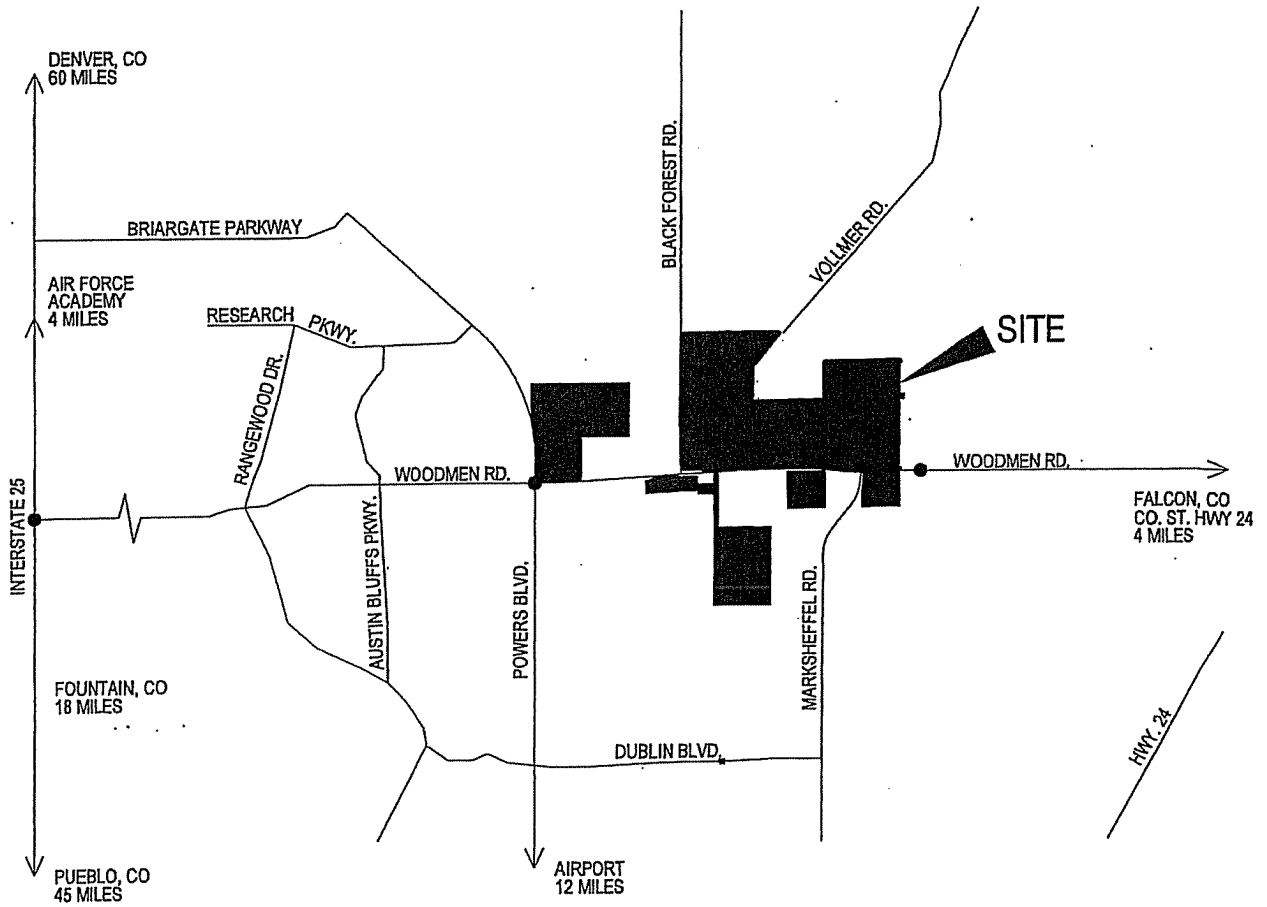 DENVER, CO
60 MILES
BLACK FOREST RD.
VOLLMER RD.
BRIARGATE PARKWAY
AIR FORCE
ACADEMY
4 MILES
RESEARCH PKWY.
SITE
RANGEWOOD DR.
WOODMEN RD.
WOODMEN RD.
FALCON, CO
CO. ST. HWY 24
4 MILES
INTERSTATE 25
AUSTIN BLUFFS PKWY.
POWERS BLVD.
MARKSHEFFEL RD.
FOUNTAIN, CO
18 MILES
HWY. 24
DUBLIN BLVD.
PUEBLO, CO
45 MILES
AIRPORT
12 MILES